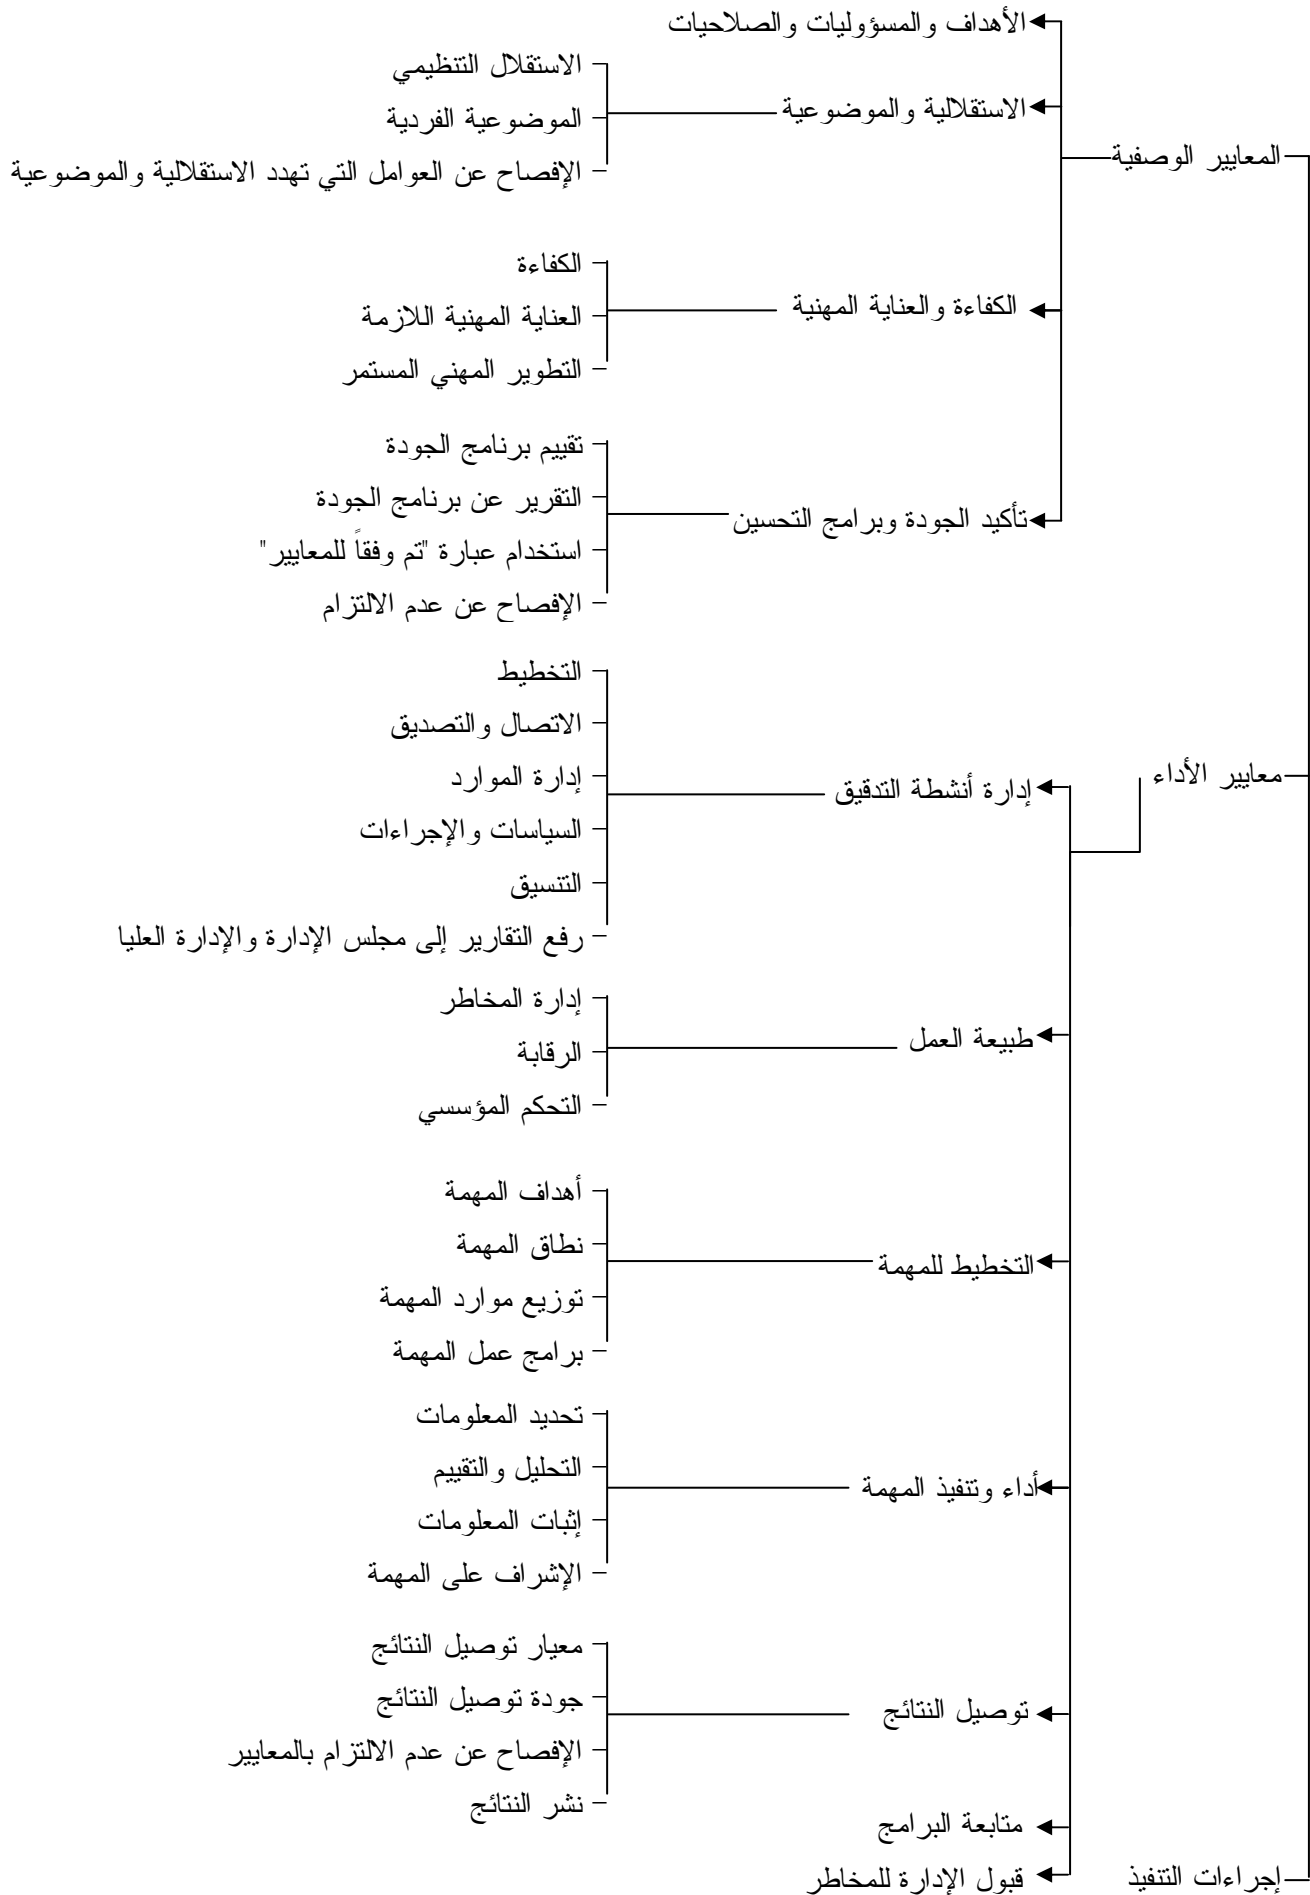 المعايير الوصفية
الأهداف والمسؤوليات والصلاحيات
الاستقلالية والموضوعية
- الاستقلال التنظيمي
- الموضوعية الفردية
- الإفصاح عن العوامل التي تهدد الاستقلالية والموضوعية
الكفاءة والعناية المهنية
- الكفاءة
- العناية المهنية اللازمة
- التطوير المهني المستمر
تأكيد الجودة وبرامج التحسين
- تقييم برنامج الجودة
- التقرير عن برنامج الجودة
- استخدام عبارة "تم وفقاً للمعايير"
- الإفصاح عن عدم الالتزام
معايير الأداء
إدارة أنشطة التدقيق
- التخطيط
- الاتصال والتصديق
- إدارة الموارد
- السياسات والإجراءات
- التنسيق
- رفع التقارير إلى مجلس الإدارة والإدارة العليا
طبيعة العمل
- إدارة المخاطر
- الرقابة
- التحكم المؤسسي
التخطيط للمهمة
- أهداف المهمة
- نطاق المهمة
- توزيع موارد المهمة
- برامج عمل المهمة
أداء وتنفيذ المهمة
- تحديد المعلومات
- التحليل والتقييم
- إثبات المعلومات
- الإشراف على المهمة
توصيل النتائج
- معيار توصيل النتائج
- جودة توصيل النتائج
- الإفصاح عن عدم الالتزام بالمعايير
- نشر النتائج
متابعة البرامج
قبول الإدارة للمخاطر
إجراءات التنفيذ